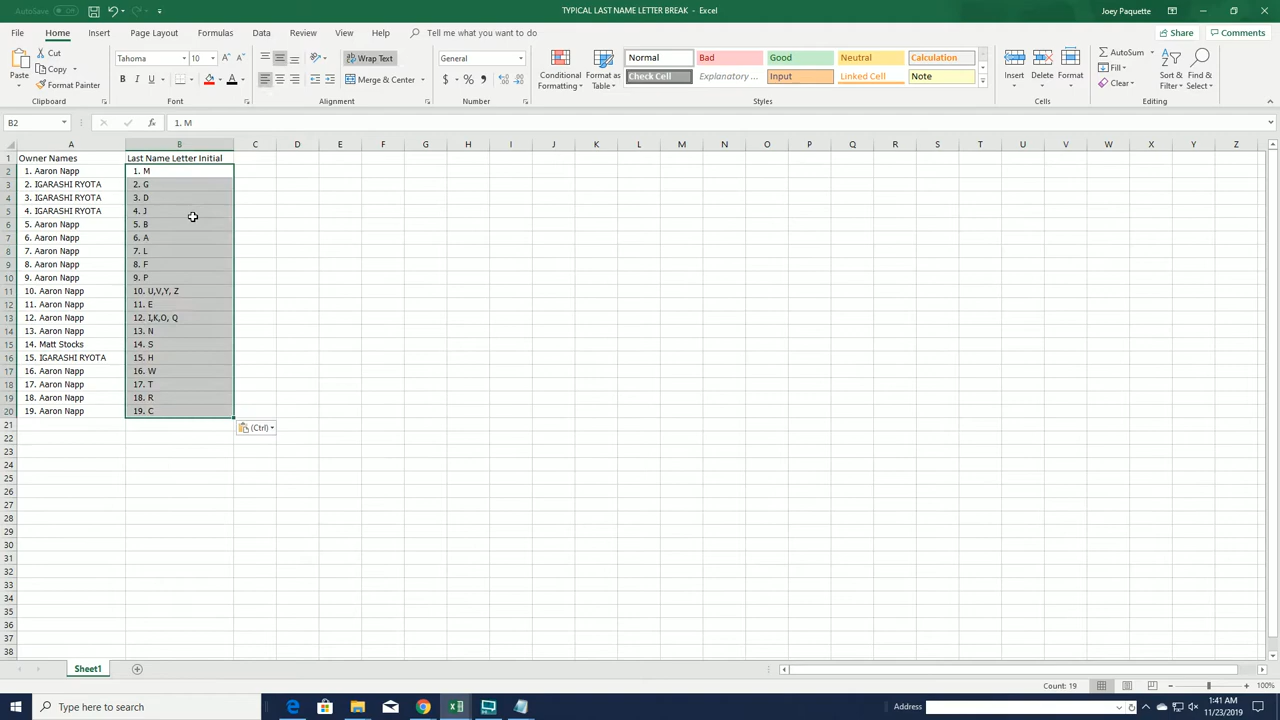 AutoSave Off TYPICAL LAST NAME LETTER BREAK - Excel Joey Paquette
File Home Insert Page Layout Formulas Data Review View Help Tell me what you want to do Share Comments
Paste Cut Copy Format Painter Clipboard
Tahoma 10 B I U A A A Font
Wrap Text Merge & Center Alignment
General $ % Number
Conditional Formatting Format as Table
Normal Bad Good Neutral Calculation
Check Cell Explanatory ... Input Linked Cell Note
Styles
Insert Delete Format Cells
AutoSum Fill Clear Sort & Filter Find & Select Editing
B2 fx 1. M
A B C D E F G H I J K L M N O P Q R S T U V W X Y Z
1 Owner Names Last Name Letter Initial
2 1. Aaron Napp 1. M
3 2. IGARASHI RYOTA 2. G
4 3. IGARASHI RYOTA 3. D
5 4. IGARASHI RYOTA 4. J
6 5. Aaron Napp 5. B
7 6. Aaron Napp 6. A
8 7. Aaron Napp 7. L
9 8. Aaron Napp 8. F
10 9. Aaron Napp 9. P
11 10. Aaron Napp 10. U,V,Y, Z
12 11. Aaron Napp 11. E
13 12. Aaron Napp 12. I,K,O, Q
14 13. Aaron Napp 13. N
15 14. Matt Stocks 14. S
16 15. IGARASHI RYOTA 15. H
17 16. Aaron Napp 16. W
18 17. Aaron Napp 17. T
19 18. Aaron Napp 18. R
20 19. Aaron Napp 19. C
21 (Ctrl)
22
23
24
25
26
27
28
29
30
31
32
33
34
35
36
37
38
Sheet1
Count: 19 100%
Type here to search Address 1:41 AM
11/23/2019